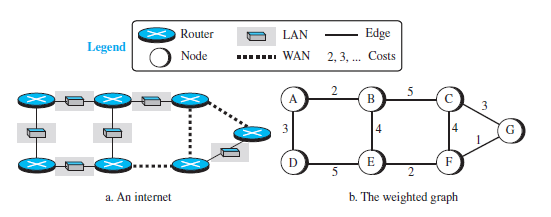 Legend
Router LAN Edge
Node WAN 2, 3, ... Costs
A 2 B 5 C 3
3 4 4 1 G
D 5 E 2 F
a. An internet b. The weighted graph